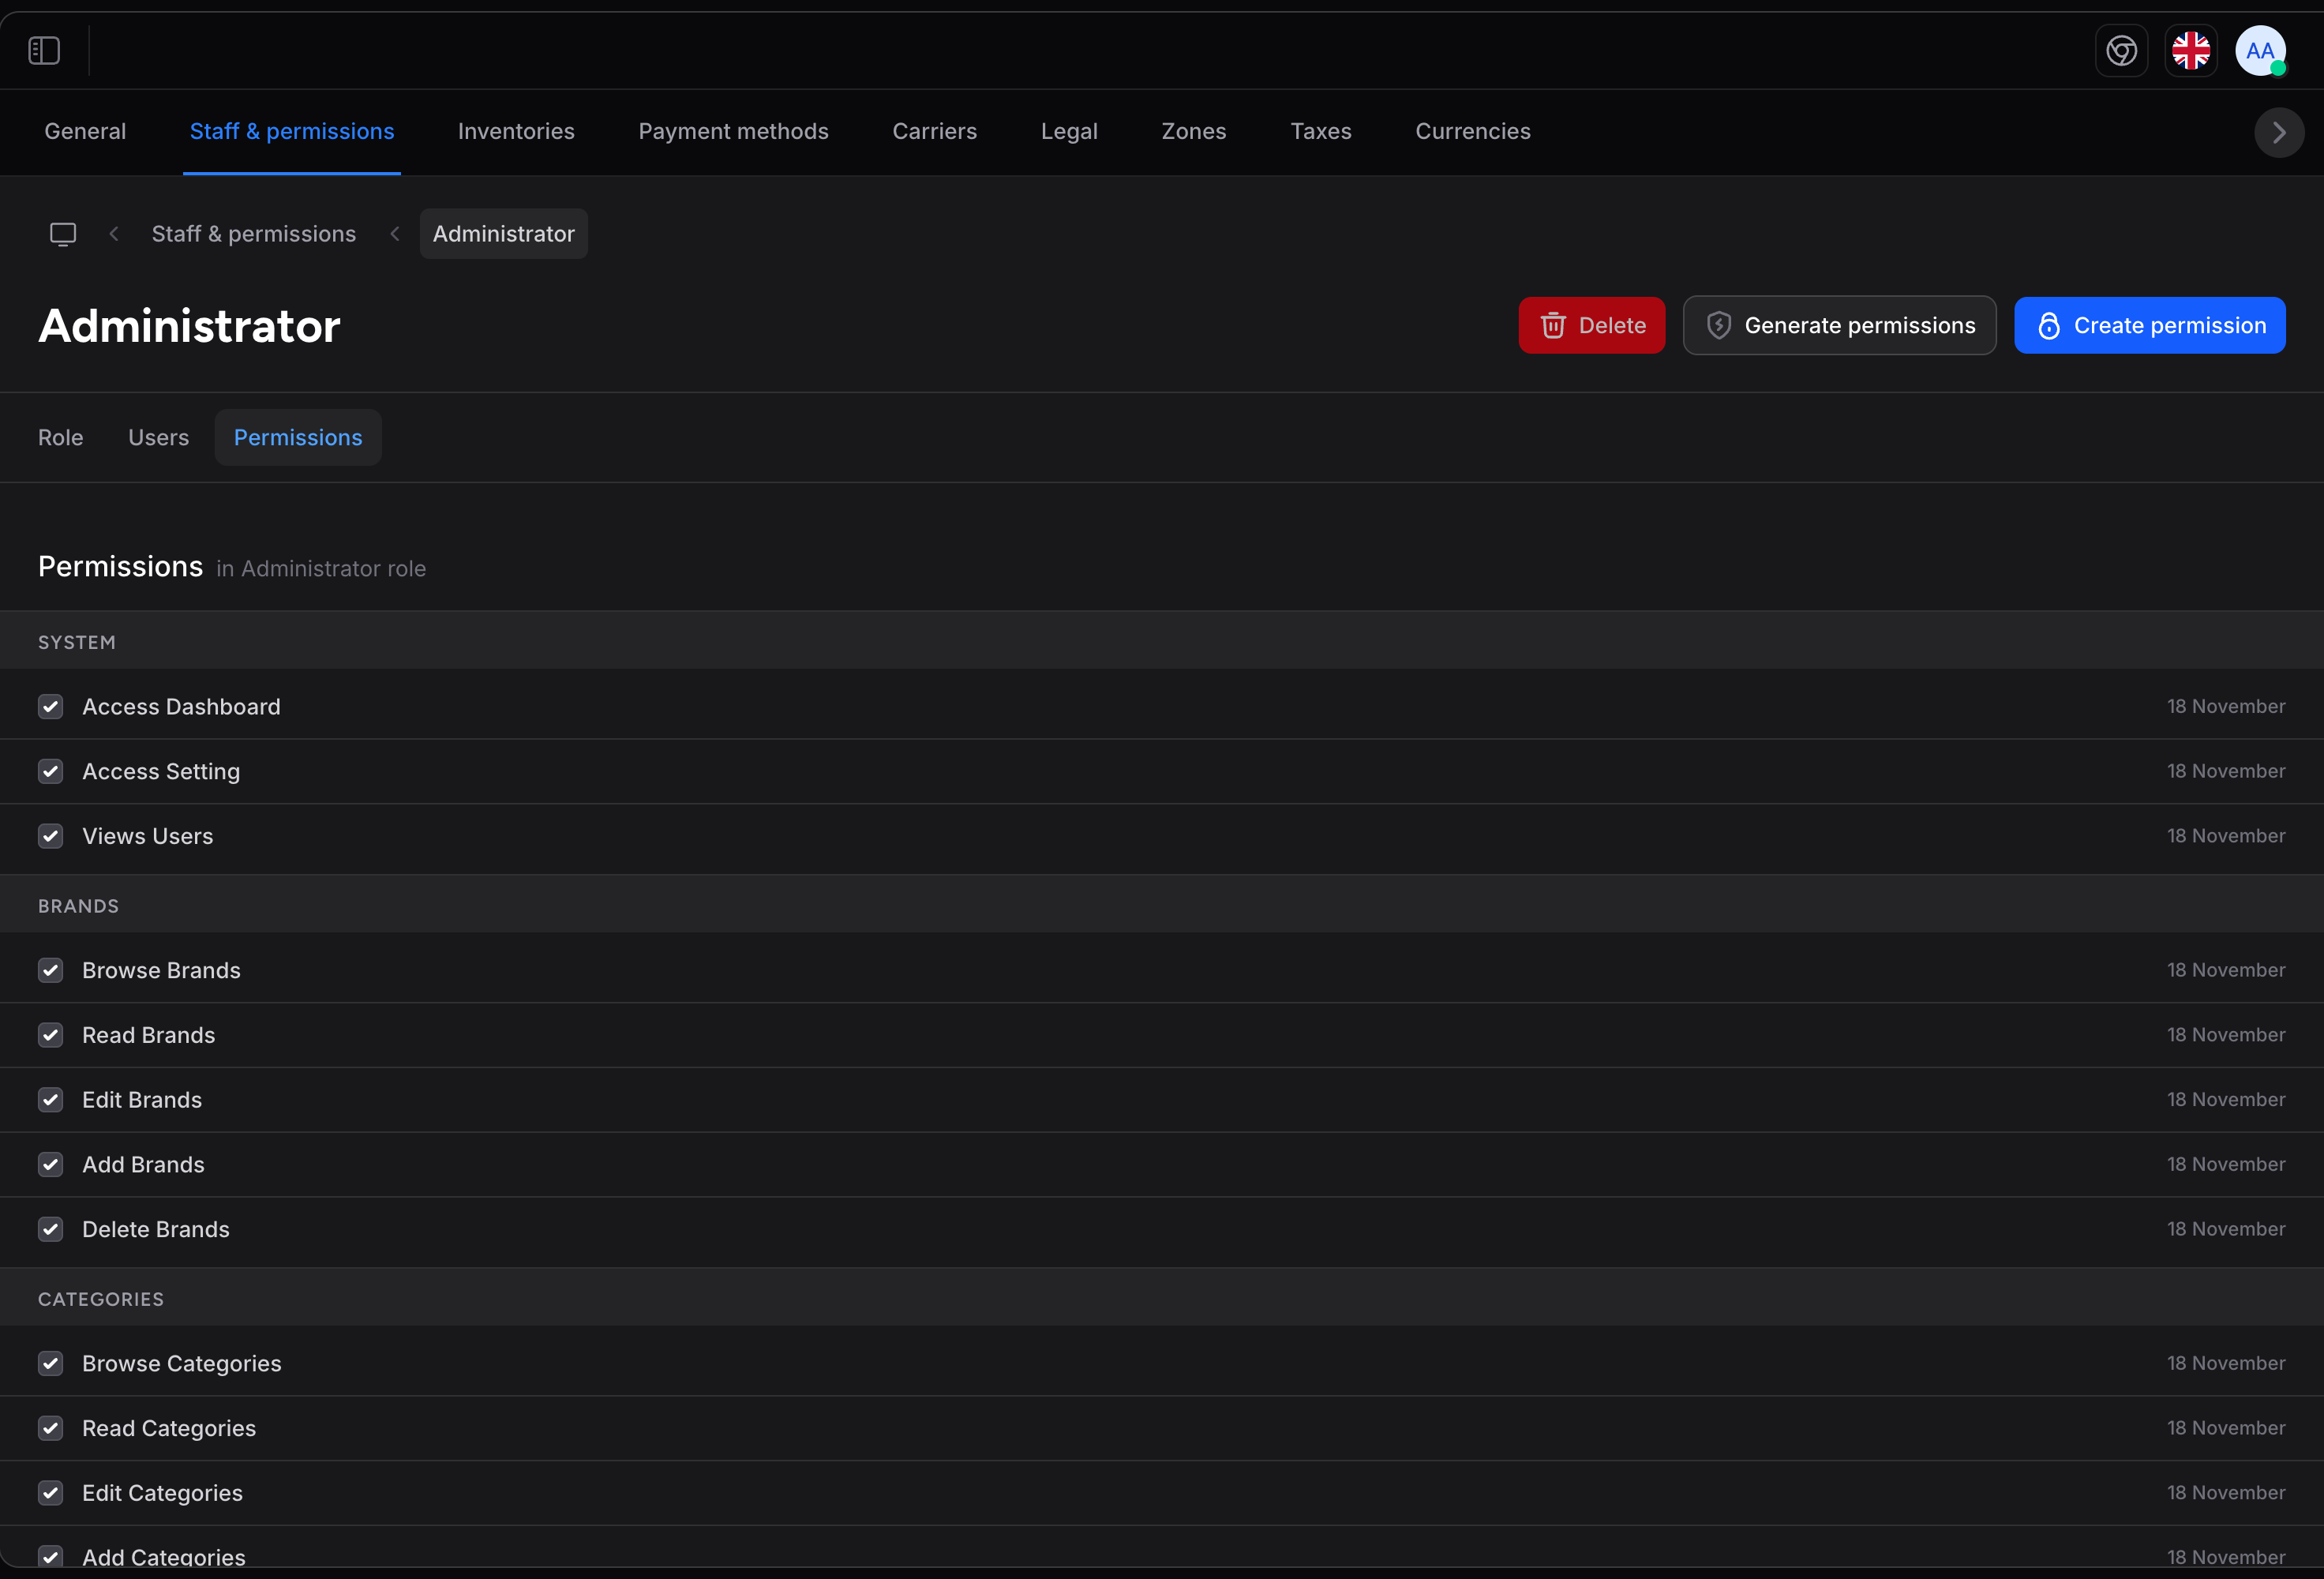 AA
General Staff & permissions Inventories Payment methods Carriers Legal Zones Taxes Currencies
Staff & permissions Administrator
Administrator
Delete Generate permissions Create permission
Role Users Permissions
Permissions in Administrator role
SYSTEM
Access Dashboard 18 November
Access Setting 18 November
Views Users 18 November
BRANDS
Browse Brands 18 November
Read Brands 18 November
Edit Brands 18 November
Add Brands 18 November
Delete Brands 18 November
CATEGORIES
Browse Categories 18 November
Read Categories 18 November
Edit Categories 18 November
Add Categories 18 November